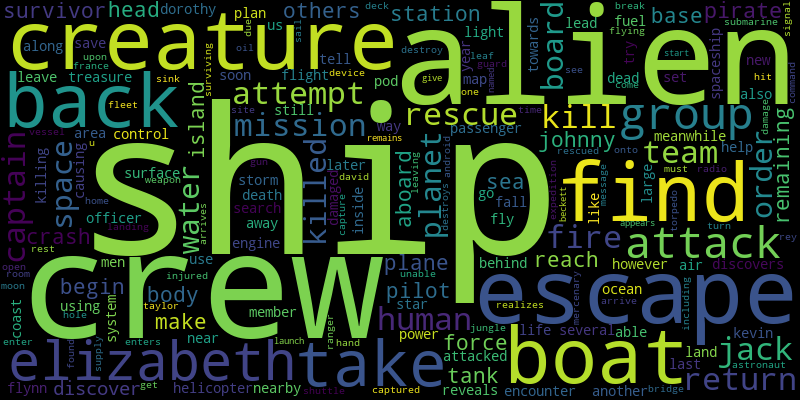 survivor head dorothy others station plan pirate
along save treasure upon france us tell light base lead fuel
creature alien
leave sink soon flight pod map year towards try break submarine flying signal
back attempt board dead new set start
surviving device still way see spaceship come hit
fleet site one named guard destroy give also
captain space area control island mission rescue kill group order
vessel u killing causing water later passenger johnny meanwhile help
ship find
surface weapon storm death gun remains time team large remaining
officer home arrives killed damaged search away david inside capture aboard planet sea go fall fly
crash landing engine destroys android rescued onto message like must radio
rest men use crew fire attack
open room moon using body member plane behind reach however air discovers
coast system injured unable pilot star escape ocean mercenary realizes
begin make hole near taylor human power arrive including
enter enters ranger hand jungle force life several able kevin land last
elizabeth take boat jack
found supply launch attacked tank return
flynn discover get helicopter nearby shuttle captured reveals encounter another bridge astronaut
expedition beckett torpedo appears turn rey damage command
oil due deck sail leaf leaving